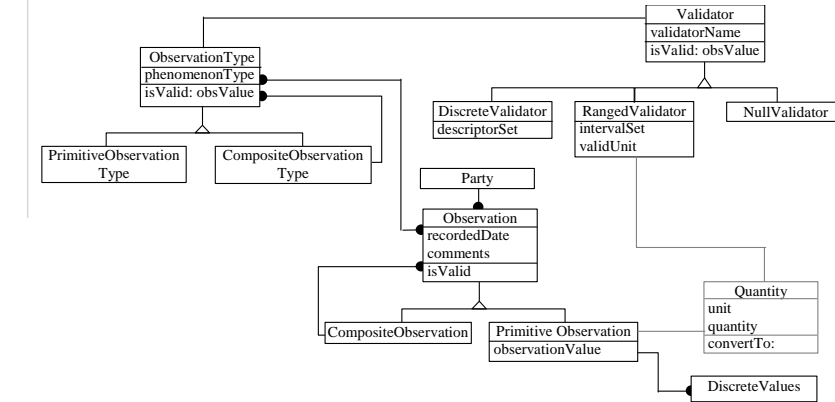 Validator
validatorName
isValid: obsValue
ObservationType
phenomenonType
isValid: obsValue
DiscreteValidator
descriptorSet
RangedValidator
intervalSet
validUnit
NullValidator
PrimitiveObservation
Type
CompositeObservation
Type
Party
Observation
recordedDate
comments
isValid
Quantity
unit
quantity
convertTo:
CompositeObservation
Primitive Observation
observationValue
DiscreteValues